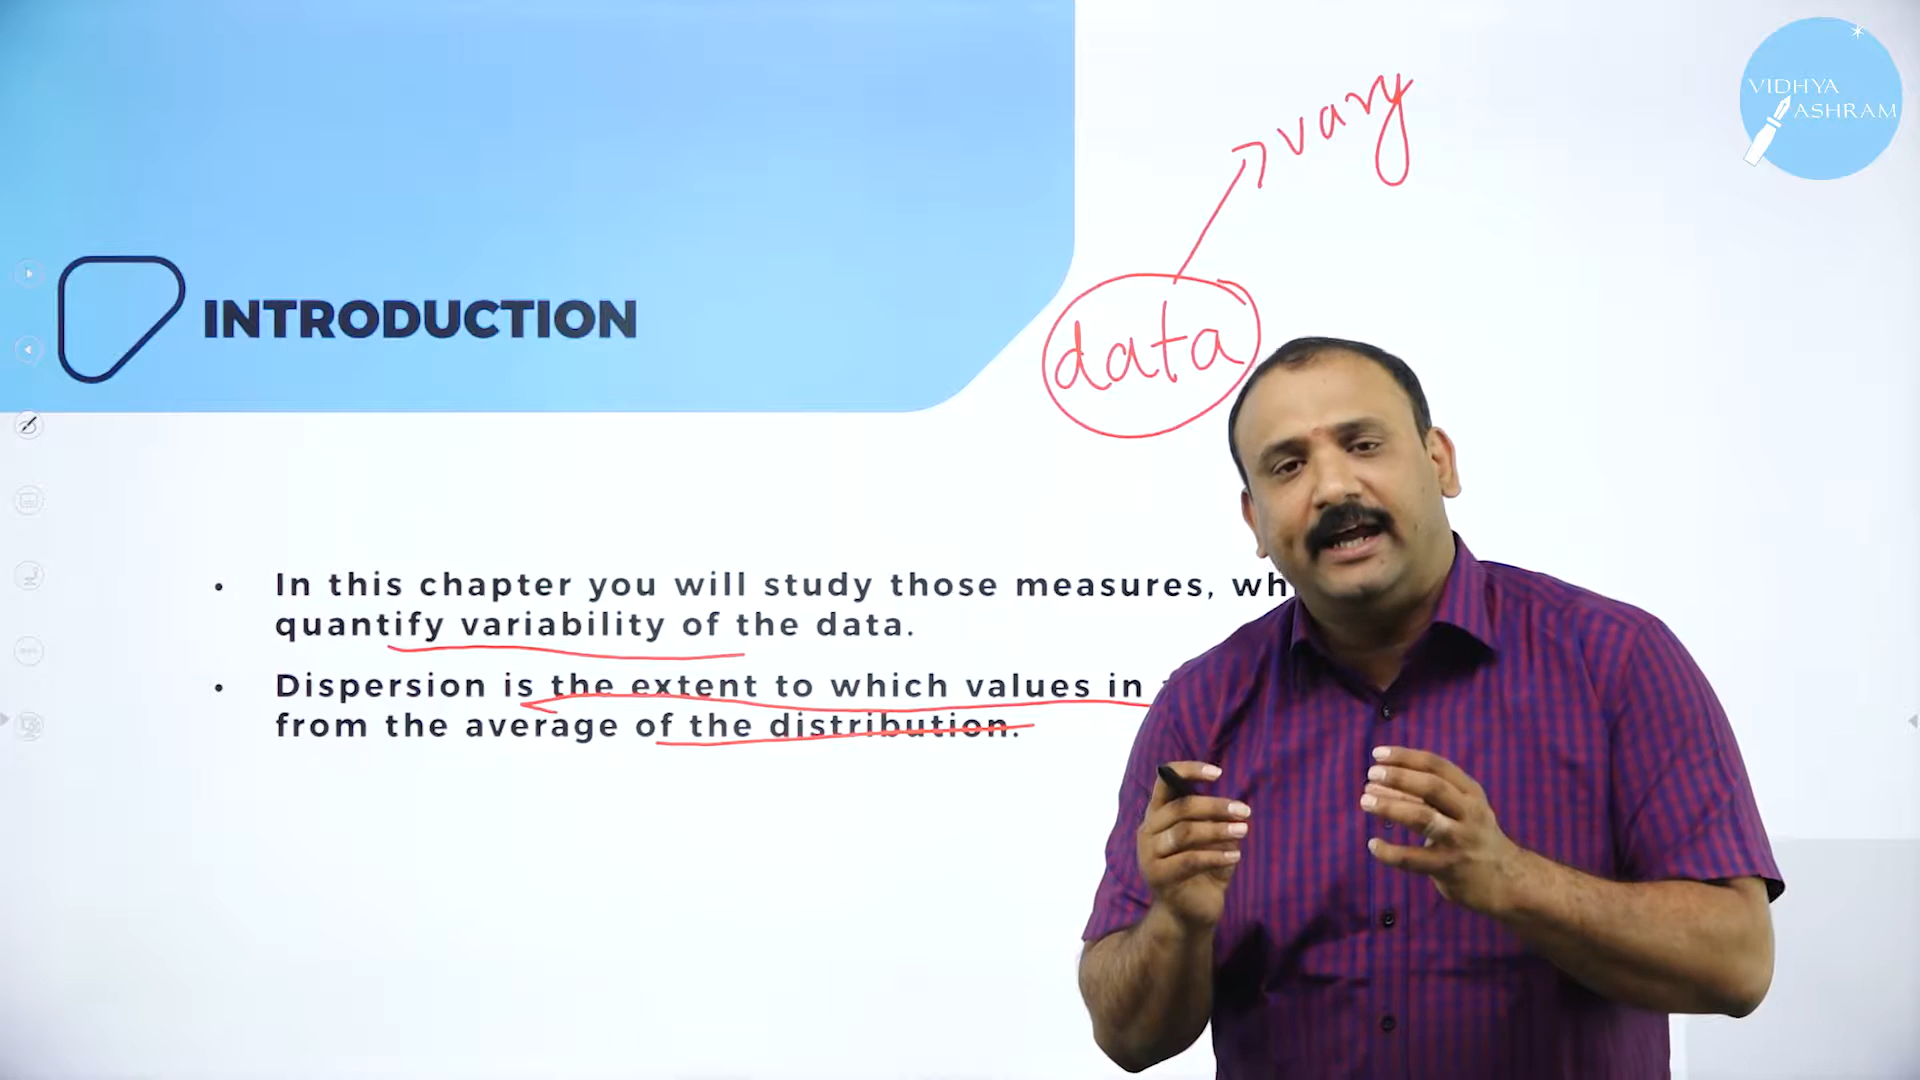 VIDHYA
ASHRAM
vary
data
INTRODUCTION
• In this chapter you will study those measures,
quantify variability of the data.
• Dispersion is the extent to which values in
from the average of the distribution.